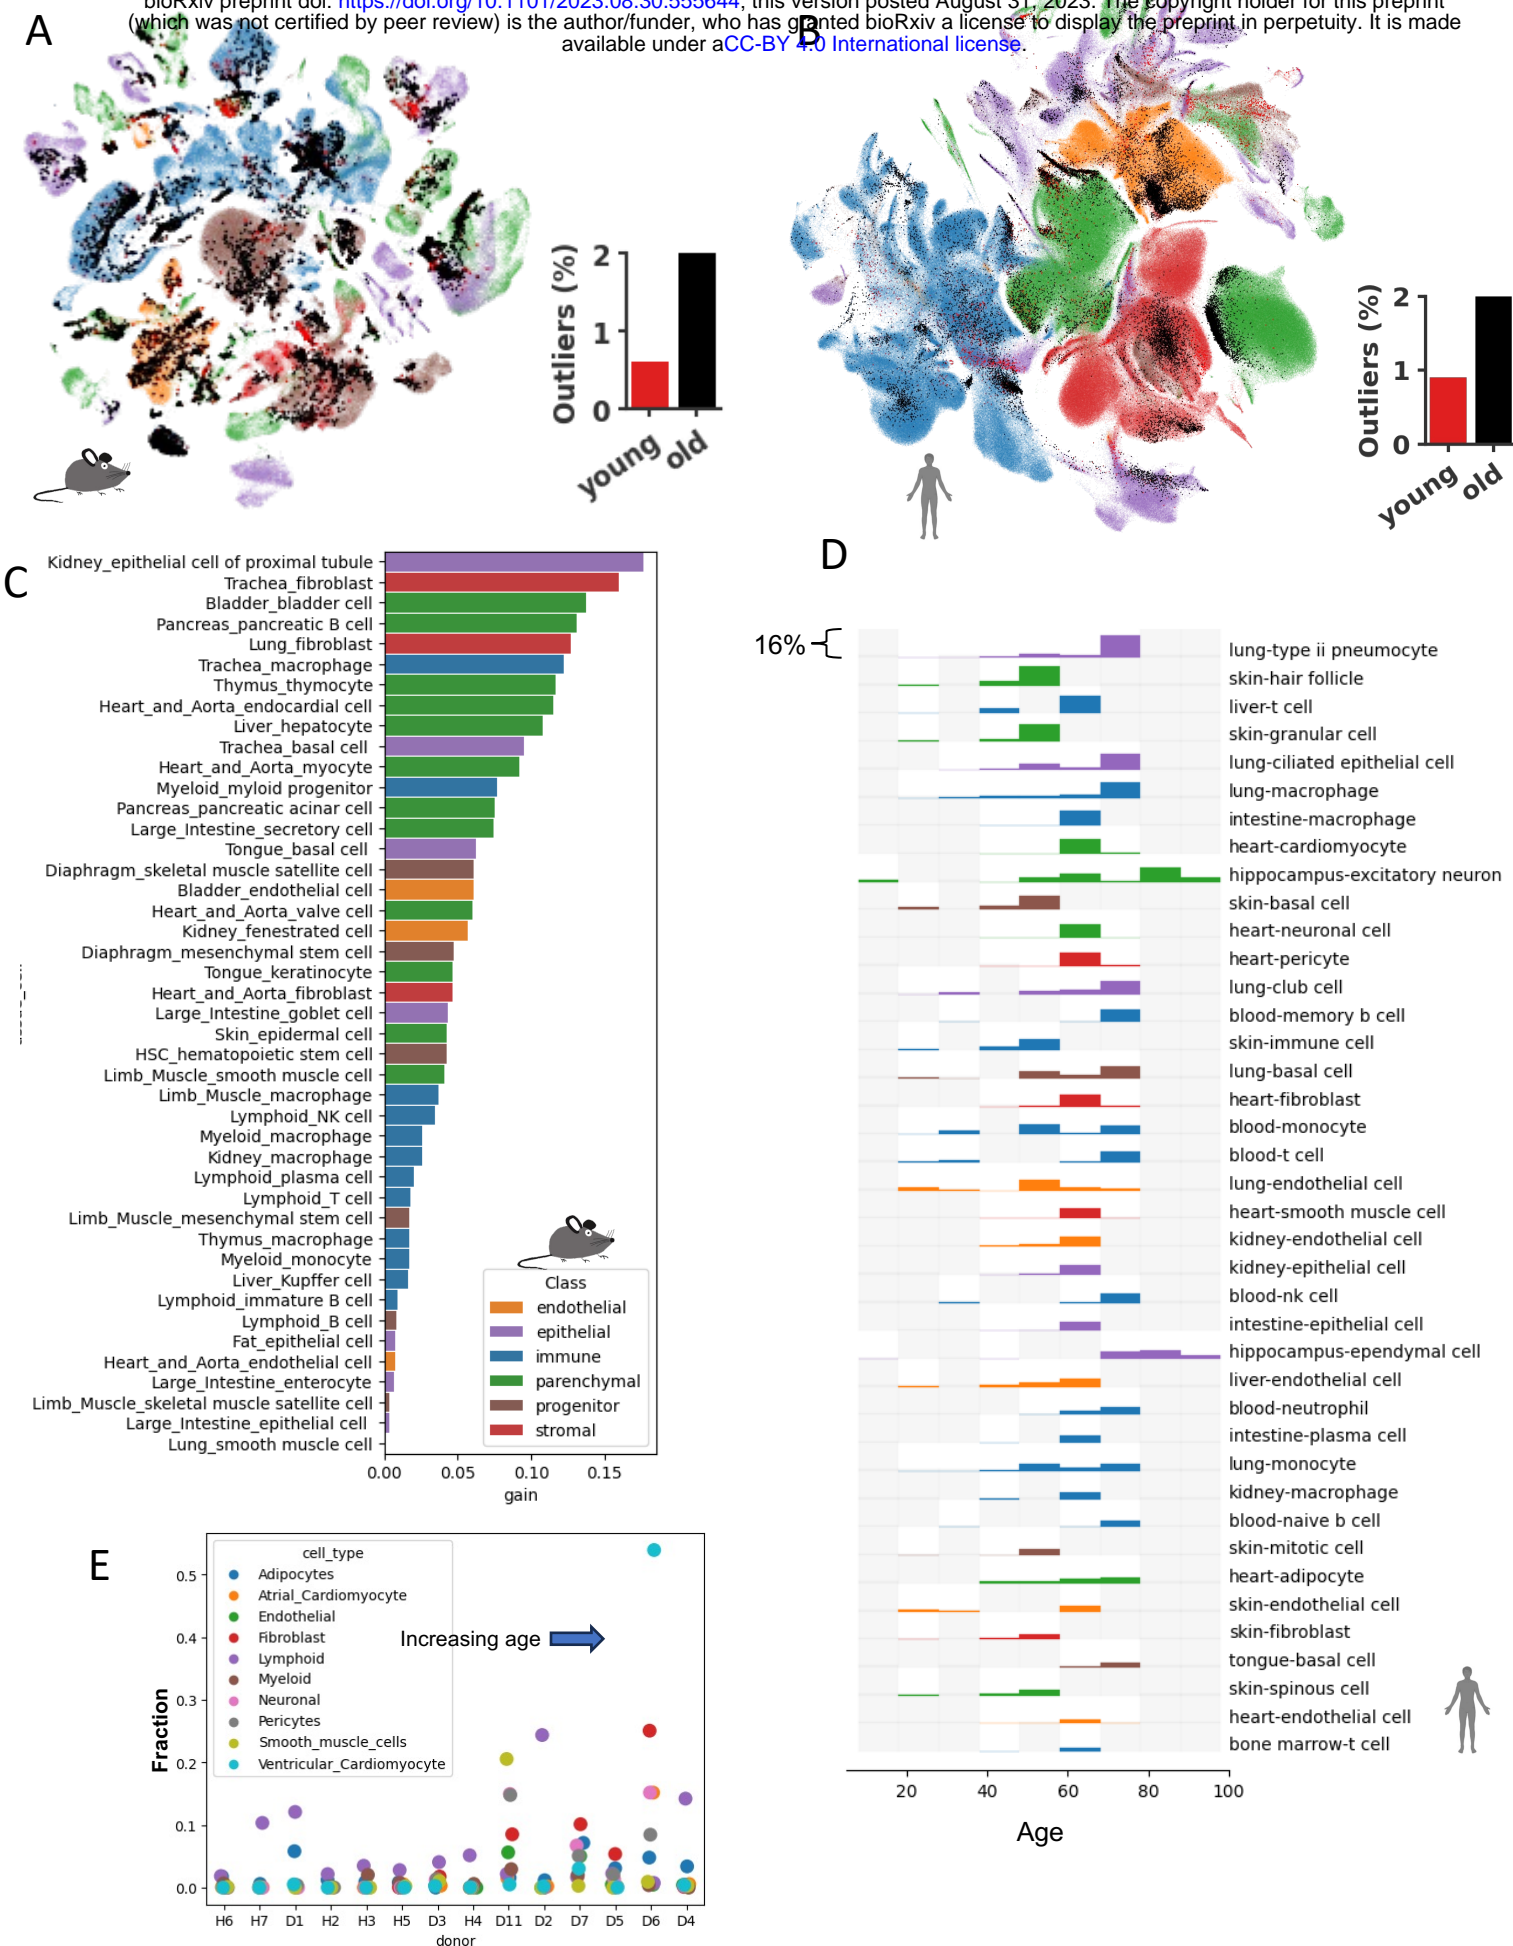 bioRxiv preprint doi: https://doi.org/10.1101/2023.08.30.555644; this version posted August 31, 2023. The copyright holder for this preprint
(which was not certified by peer review) is the author/funder, who has granted bioRxiv a license to display the preprint in perpetuity. It is made
available under aCC-BY 4.0 International license.
A
Outliers (%)
2
1
0
young
old
B
Outliers (%)
2
1
0
young
old
C
Kidney_epithelial cell of proximal tubule
Trachea_fibroblast
Bladder_bladder cell
Pancreas_pancreatic B cell
Lung_fibroblast
Trachea_macrophage
Thymus_thymocyte
Heart_and_Aorta_endocardial cell
Liver_hepatocyte
Trachea_basal cell
Heart_and_Aorta_myocyte
Myeloid_myloid progenitor
Pancreas_pancreatic acinar cell
Large_Intestine_secretory cell
Tongue_basal cell
Diaphragm_skeletal muscle satellite cell
Bladder_endothelial cell
Heart_and_Aorta_valve cell
Kidney_fenestrated cell
Diaphragm_mesenchymal stem cell
Tongue_keratinocyte
Heart_and_Aorta_fibroblast
Large_Intestine_goblet cell
Skin_epidermal cell
HSC_hematopoietic stem cell
Limb_Muscle_smooth muscle cell
Limb_Muscle_macrophage
Lymphoid_NK cell
Myeloid_macrophage
Kidney_macrophage
Lymphoid_plasma cell
Lymphoid_T cell
Limb_Muscle_mesenchymal stem cell
Thymus_macrophage
Myeloid_monocyte
Liver_Kupffer cell
Lymphoid_immature B cell
Lymphoid_B cell
Fat_epithelial cell
Heart_and_Aorta_endothelial cell
Large_Intestine_enterocyte
Limb_Muscle_skeletal muscle satellite cell
Large_Intestine_epithelial cell
Lung_smooth muscle cell
Class
endothelial
epithelial
immune
parenchymal
progenitor
stromal
0.00 0.05 0.10 0.15
gain
D
16%
lung-type ii pneumocyte
skin-hair follicle
liver-t cell
skin-granular cell
lung-ciliated epithelial cell
lung-macrophage
intestine-macrophage
heart-cardiomyocyte
hippocampus-excitatory neuron
skin-basal cell
heart-neuronal cell
heart-pericyte
lung-club cell
blood-memory b cell
skin-immune cell
lung-basal cell
heart-fibroblast
blood-monocyte
blood-t cell
lung-endothelial cell
heart-smooth muscle cell
kidney-endothelial cell
kidney-epithelial cell
blood-nk cell
intestine-epithelial cell
hippocampus-ependymal cell
liver-endothelial cell
blood-neutrophil
intestine-plasma cell
lung-monocyte
kidney-macrophage
blood-naive b cell
skin-mitotic cell
heart-adipocyte
skin-endothelial cell
skin-fibroblast
tongue-basal cell
skin-spinous cell
heart-endothelial cell
bone marrow-t cell
20 40 60 80 100
Age
E
cell_type
Adipocytes
Atrial_Cardiomyocyte
Endothelial
Fibroblast
Lymphoid
Myeloid
Neuronal
Pericytes
Smooth_muscle_cells
Ventricular_Cardiomyocyte
Increasing age
Fraction
0.5
0.4
0.3
0.2
0.1
0.0
H6 H7 D1 H2 H3 H5 D3 H4 D11 D2 D7 D5 D6 D4
donor